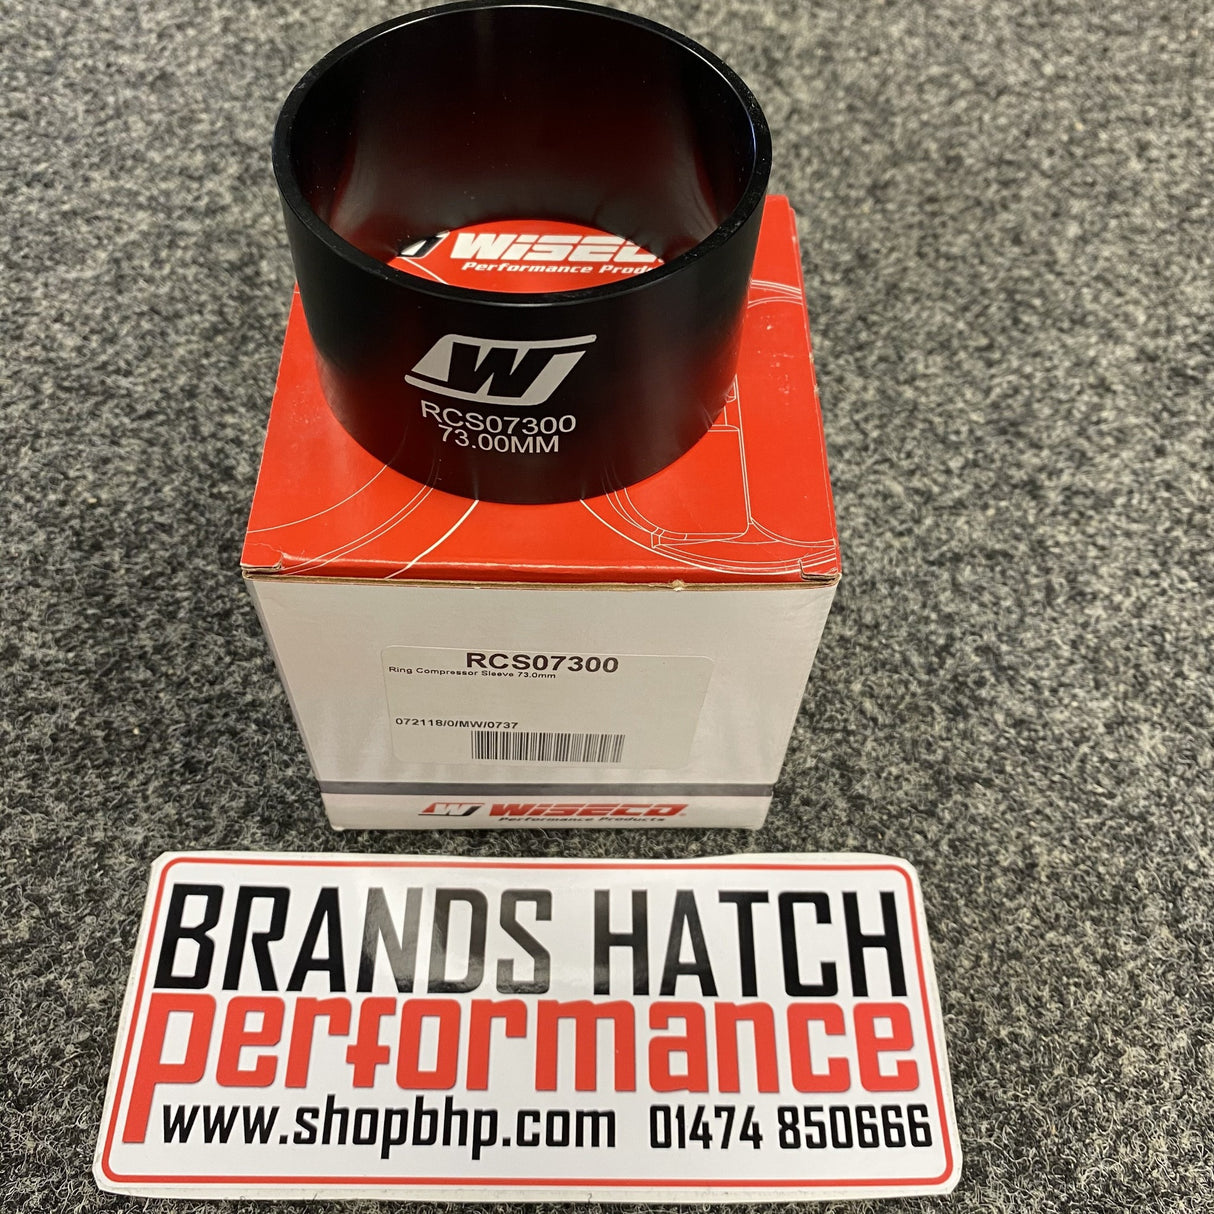 WISECO
Performance Produ
W
RCS07300
73.00MM
RCS07300
Ring Compressor Sleeve 73.0mm
072118/0/MW/0737
W WISECO
Performance Products
BRANDS HATCH
performance
www.shopbhp.com 01474 850666